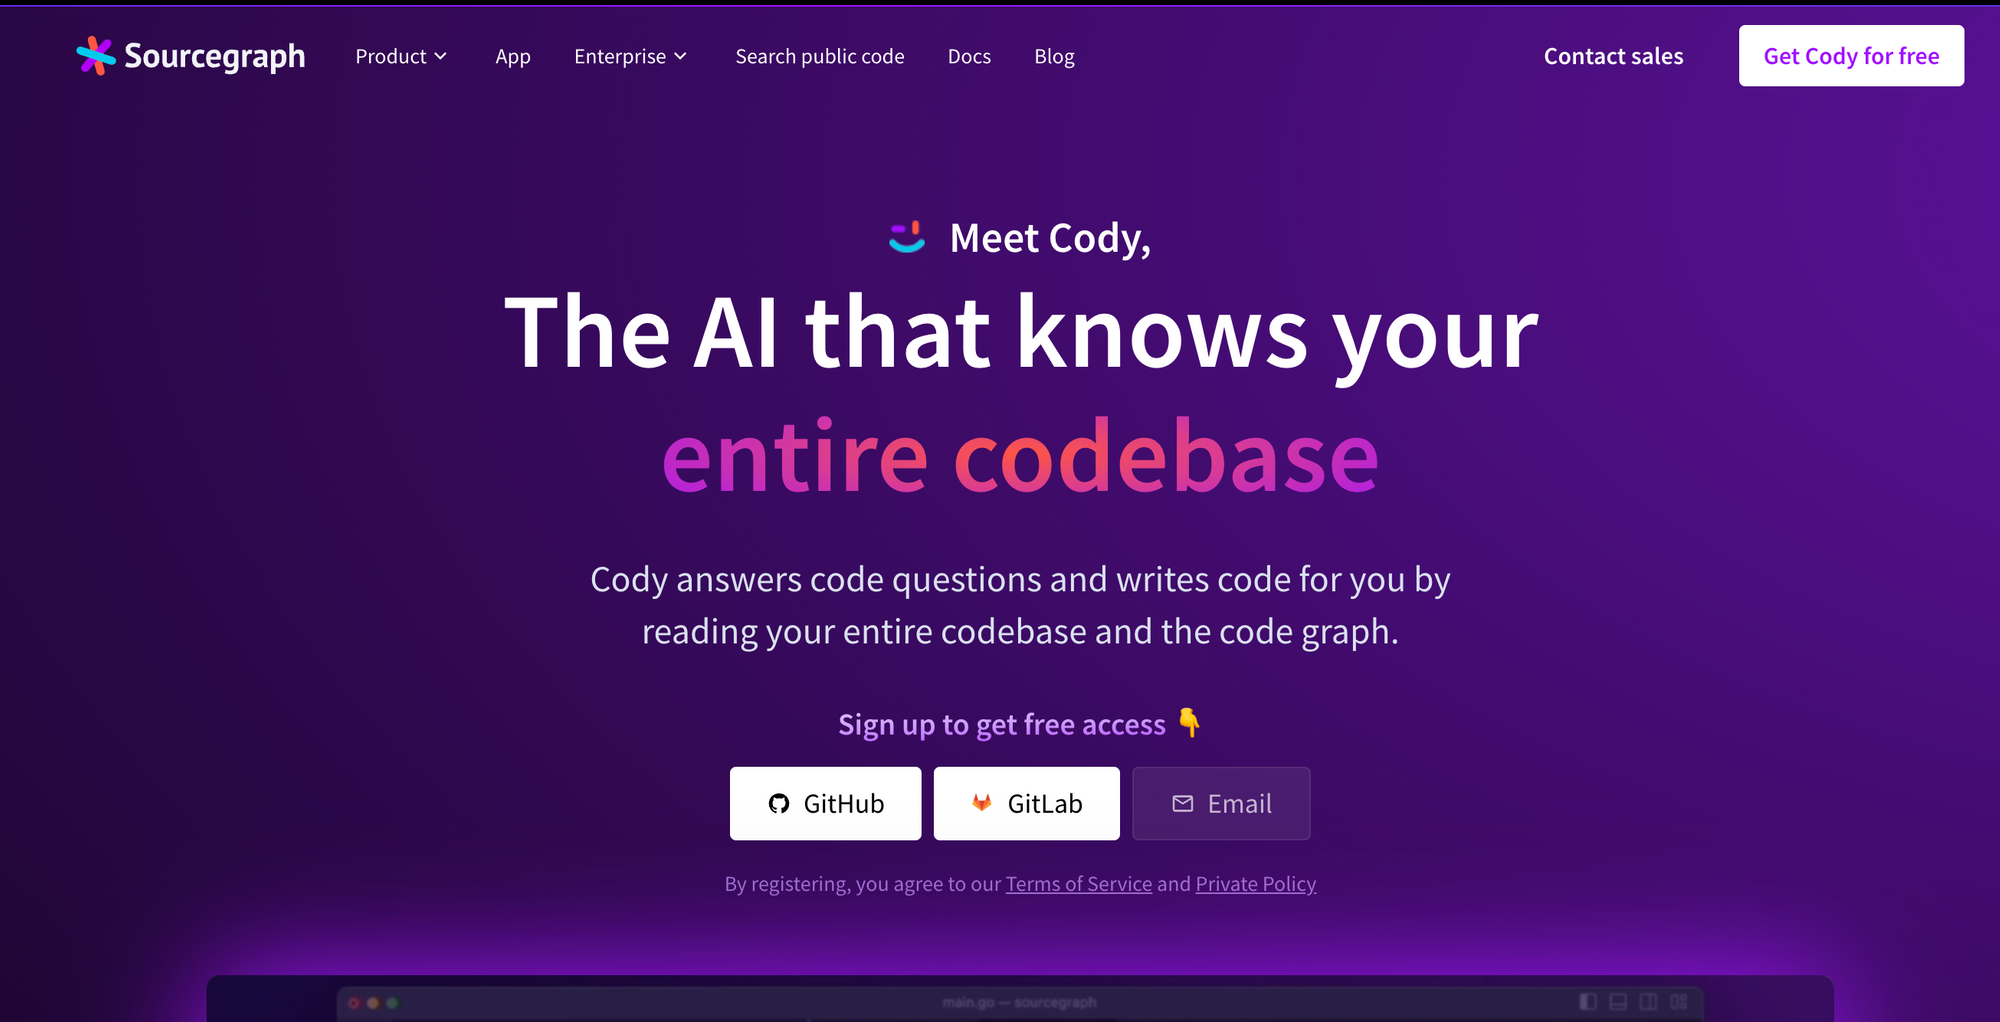 Sourcegraph Product App Enterprise Search public code Docs Blog Contact sales Get Cody for free
Meet Cody,
The AI that knows your
entire codebase
Cody answers code questions and writes code for you by
reading your entire codebase and the code graph.
Sign up to get free access 👇
GitHub GitLab Email
By registering, you agree to our Terms of Service and Private Policy
main.go — sourcegraph